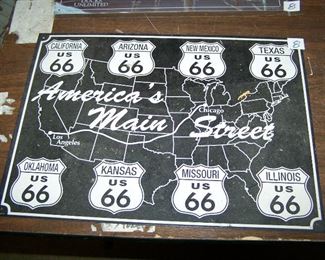 UNLIMITED
B
B
CALIFORNIA
US
66
ARIZONA
US
66
NEW MEXICO
US
66
TEXAS
US
66
America's
Main Street
Chicago
Los
Angeles
OKLAHOMA
US
66
KANSAS
US
66
MISSOURI
US
66
ILLINOIS
US
66